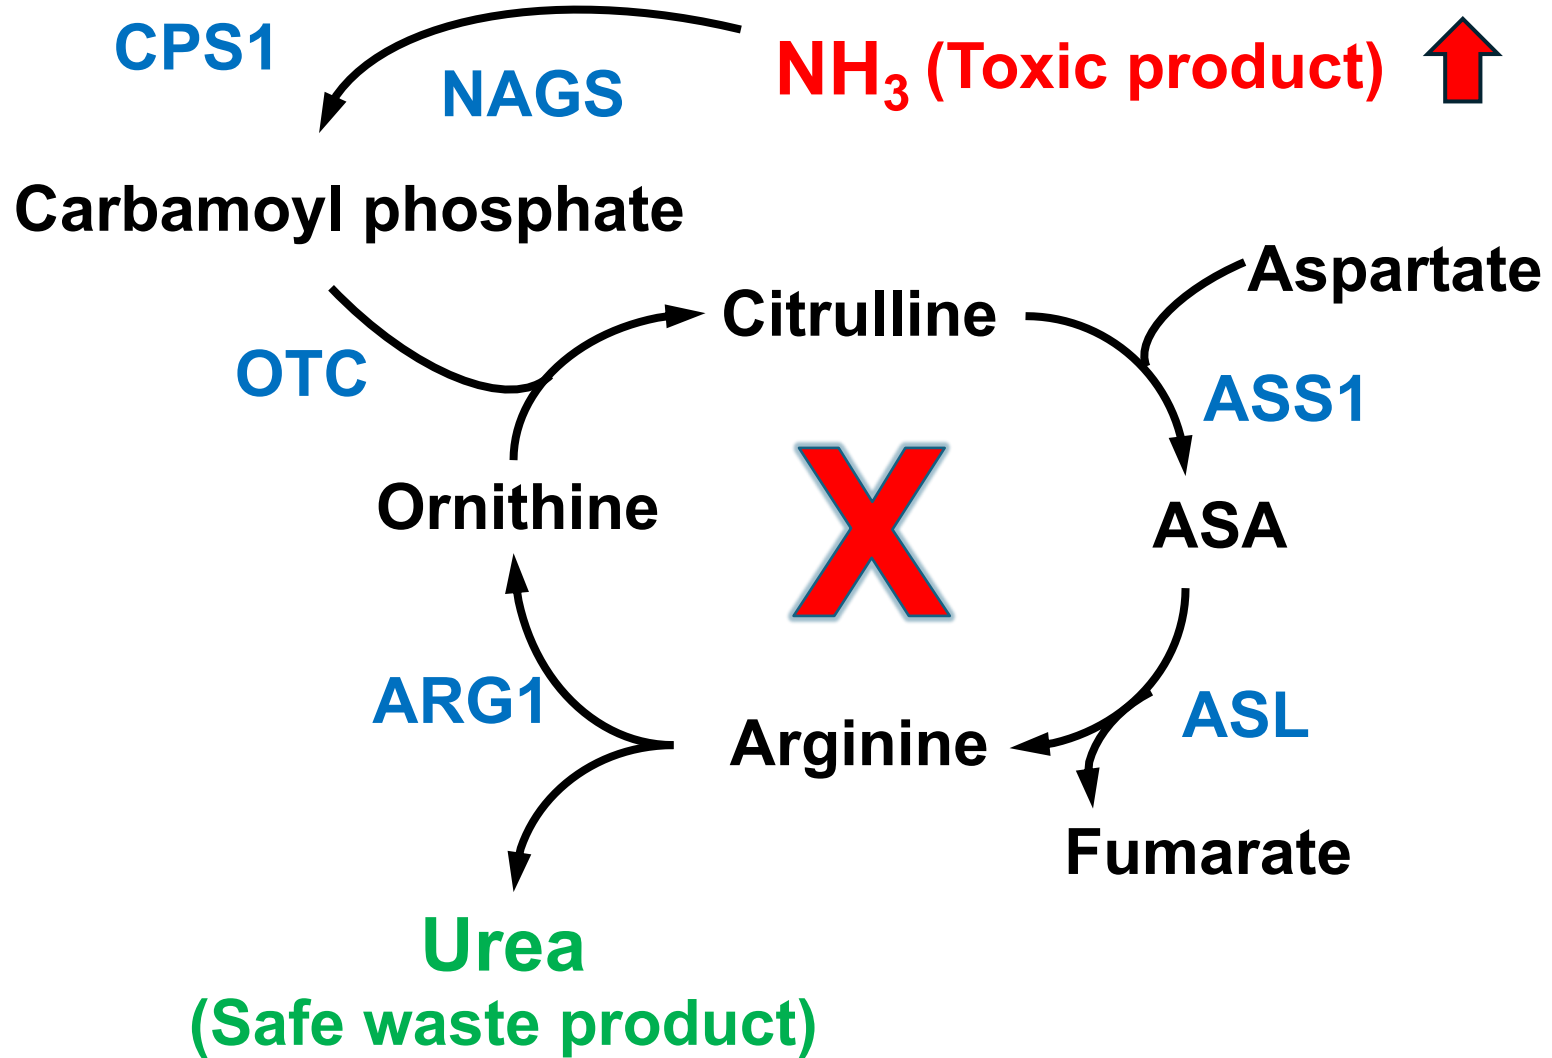 CPS1
NAGS
NH₃ (Toxic product)
Carbamoyl phosphate
Aspartate
Citrulline
OTC
ASS1
Ornithine
X
ASA
ARG1
Arginine
ASL
Fumarate
Urea
(Safe waste product)